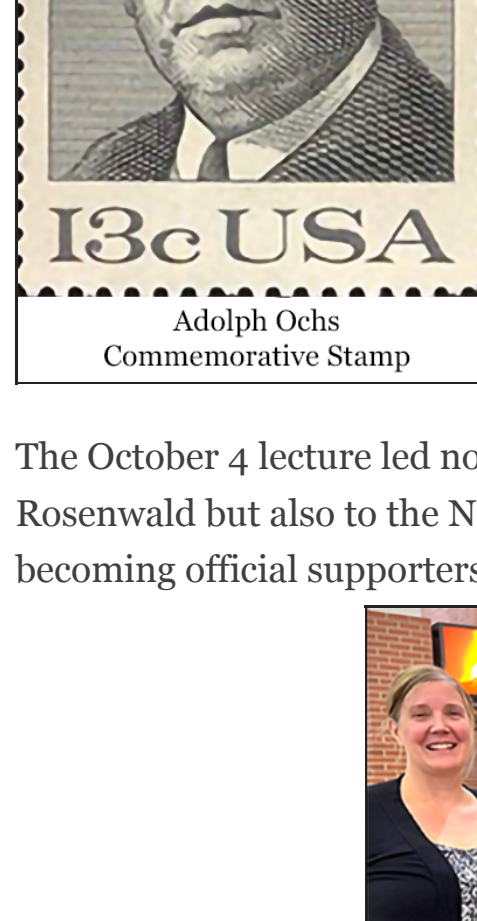 13c USA
Adolph Ochs
Commemorative Stamp
The October 4 lecture led
Rosenwald but also to the
becoming official supporters